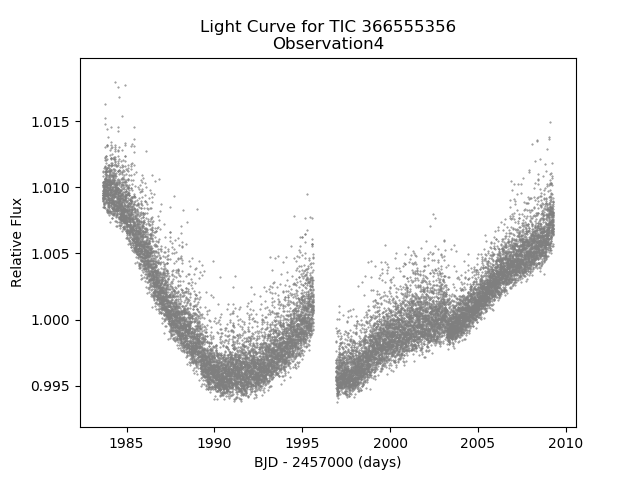 Light Curve for TIC 366555356
Observation4
1.015
1.010
1.005
1.000
0.995
Relative Flux
1985
1990
1995
2000
2005
2010
BJD - 2457000 (days)